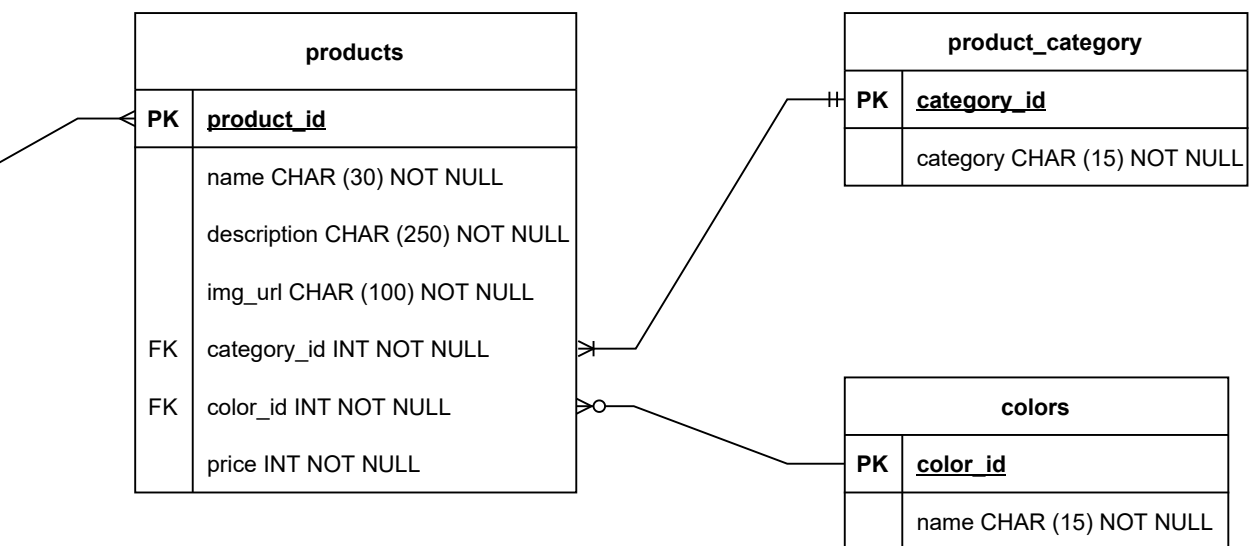 products
PK product_id
name CHAR (30) NOT NULL
description CHAR (250) NOT NULL
img_url CHAR (100) NOT NULL
FK category_id INT NOT NULL
FK color_id INT NOT NULL
price INT NOT NULL
product_category
PK category_id
category CHAR (15) NOT NULL
colors
PK color_id
name CHAR (15) NOT NULL